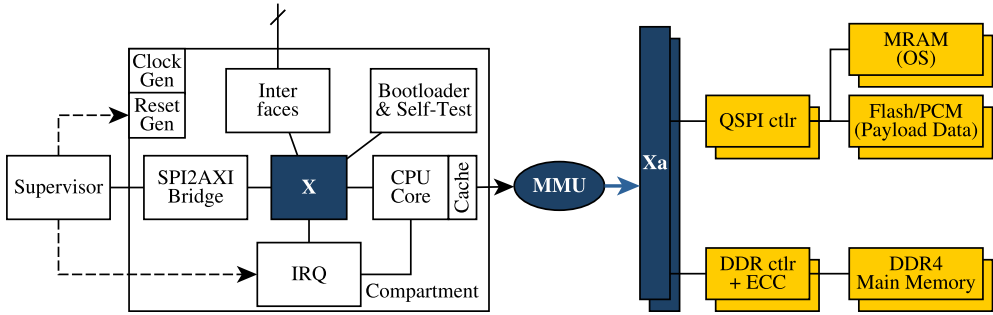 Clock
Gen
Reset
Gen
Inter
faces
Bootloader
& Self-Test
Supervisor
SPI2AXI
Bridge
X
CPU
Core
Cache
IRQ
Compartment
MMU
Xa
QSPI ctlr
MRAM
(OS)
Flash/PCM
(Payload Data)
DDR ctlr
+ ECC
DDR4
Main Memory